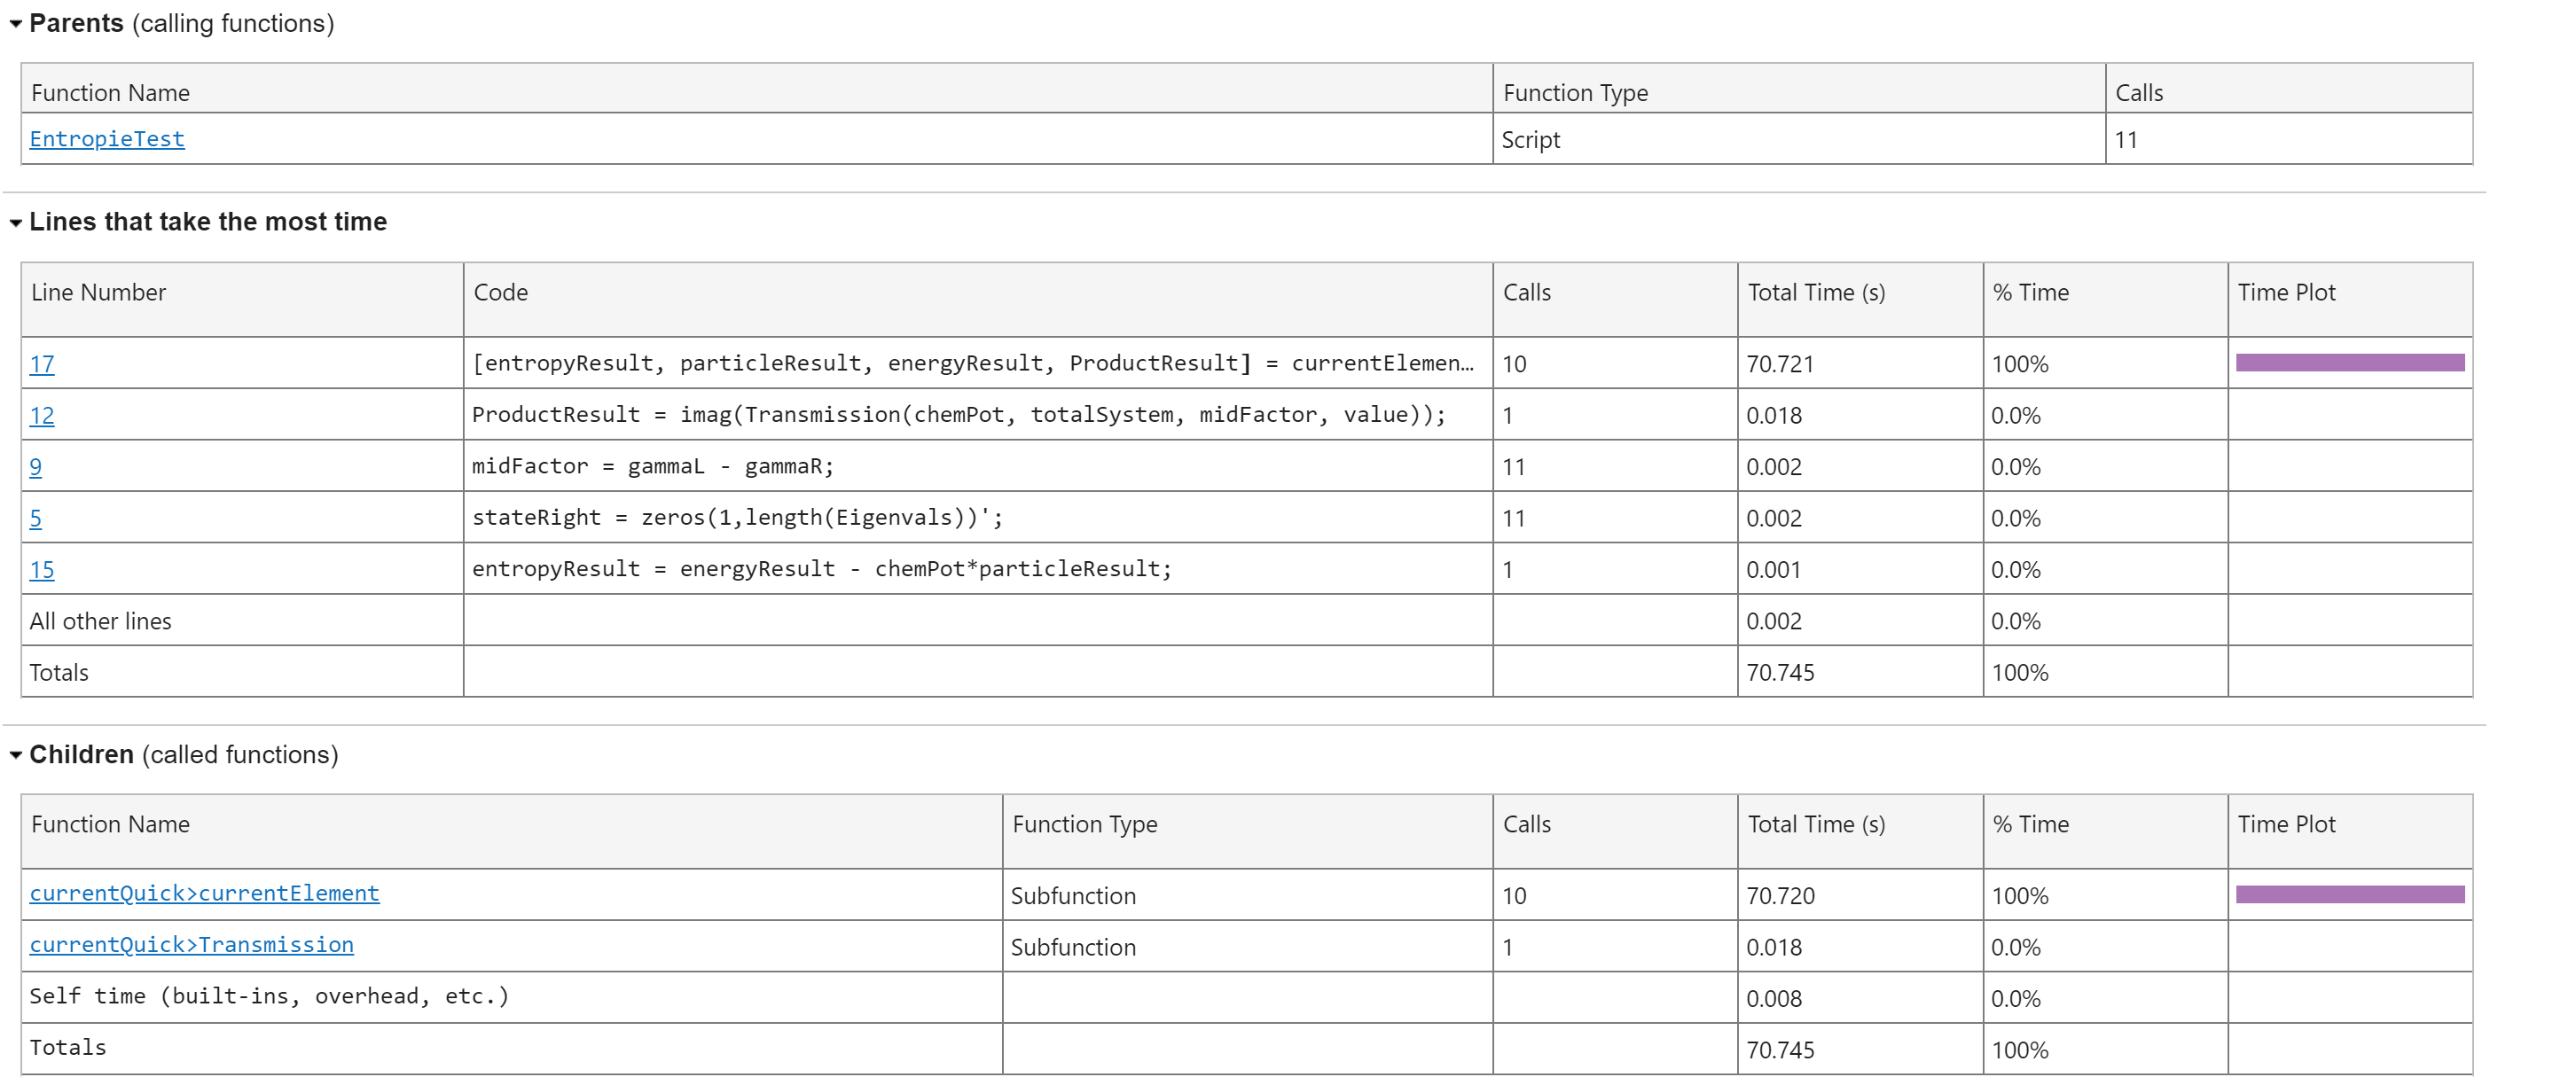 Parents (calling functions)
Function Name Function Type Calls
EntropieTest Script 11
Lines that take the most time
Line Number Code Calls Total Time (s) % Time Time Plot
17 [entropyResult, particleResult, energyResult, ProductResult] = currentElemen… 10 70.721 100%
12 ProductResult = imag(Transmission(chemPot, totalSystem, midFactor, value)); 1 0.018 0.0%
9 midFactor = gammaL - gammaR; 11 0.002 0.0%
5 stateRight = zeros(1,length(Eigenvals))'; 11 0.002 0.0%
15 entropyResult = energyResult - chemPot*particleResult; 1 0.001 0.0%
All other lines 0.002 0.0%
Totals 70.745 100%
Children (called functions)
Function Name Function Type Calls Total Time (s) % Time Time Plot
currentQuick>currentElement Subfunction 10 70.720 100%
currentQuick>Transmission Subfunction 1 0.018 0.0%
Self time (built-ins, overhead, etc.) 0.008 0.0%
Totals 70.745 100%